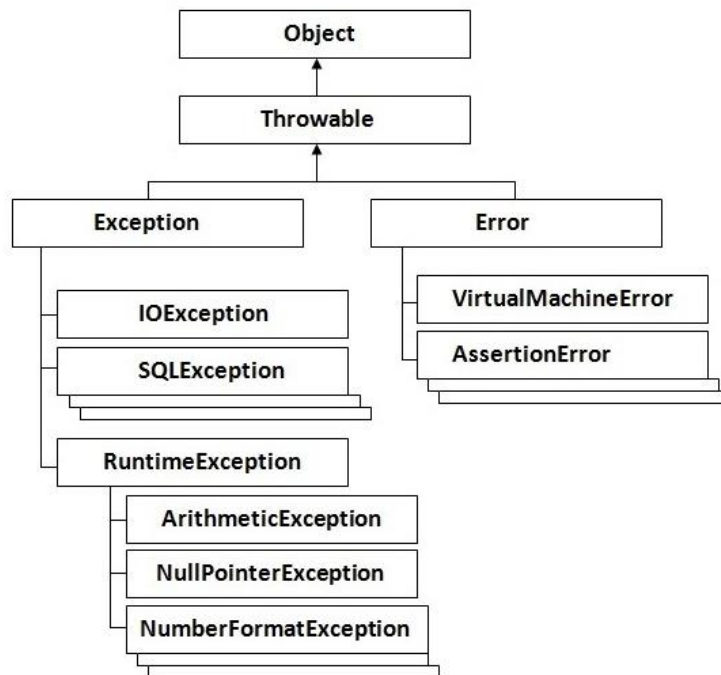 Object
Throwable
Exception
Error
IOException
VirtualMachineError
SQLException
AssertionError
RuntimeException
ArithmeticException
NullPointerException
NumberFormatException